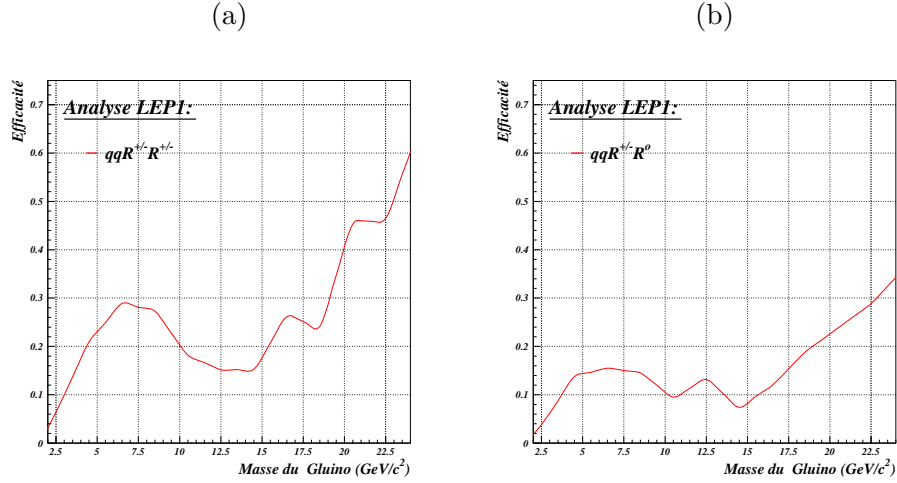 (a)
(b)
Efficacité
0.7
0.6
0.5
0.4
0.3
0.2
0.1
0
Analyse LEP1:
qqR+/-R+/-
2.5 5 7.5 10 12.5 15 17.5 20 22.5
Masse du Gluino (GeV/c²)
Efficacité
0.7
0.6
0.5
0.4
0.3
0.2
0.1
0
Analyse LEP1:
qqR+/-Ro
2.5 5 7.5 10 12.5 15 17.5 20 22.5
Masse du Gluino (GeV/c²)